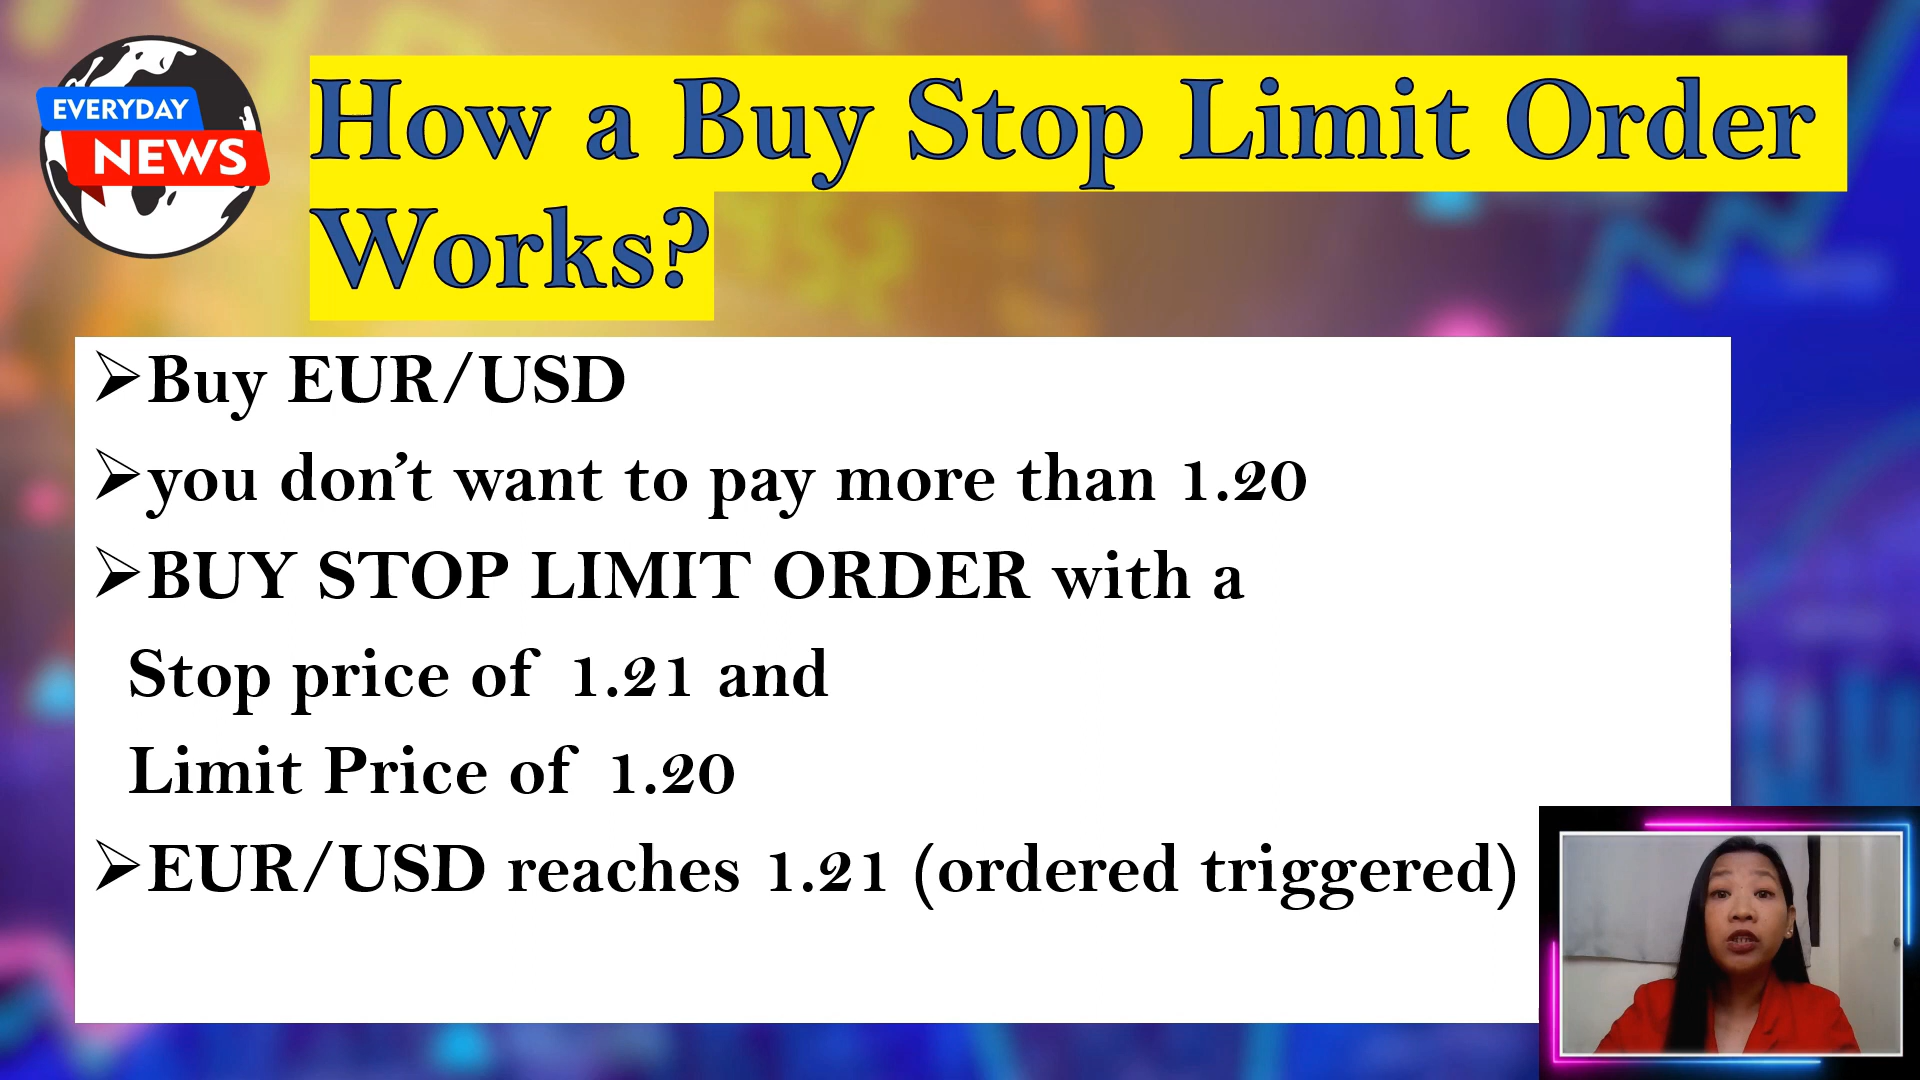 EVERYDAY
NEWS
How a Buy Stop Limit Order
Works?
Buy EUR/USD
you don’t want to pay more than 1.20
BUY STOP LIMIT ORDER with a
Stop price of 1.21 and
Limit Price of 1.20
EUR/USD reaches 1.21 (ordered triggered)